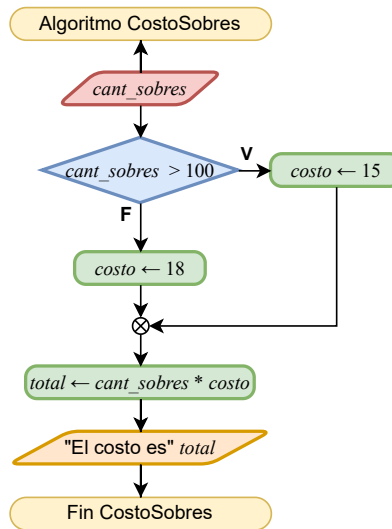 Algoritmo CostoSobres
cant_sobres
cant_sobres > 100
V
costo ← 15
F
costo ← 18
total ← cant_sobres * costo
"El costo es" total
Fin CostoSobres